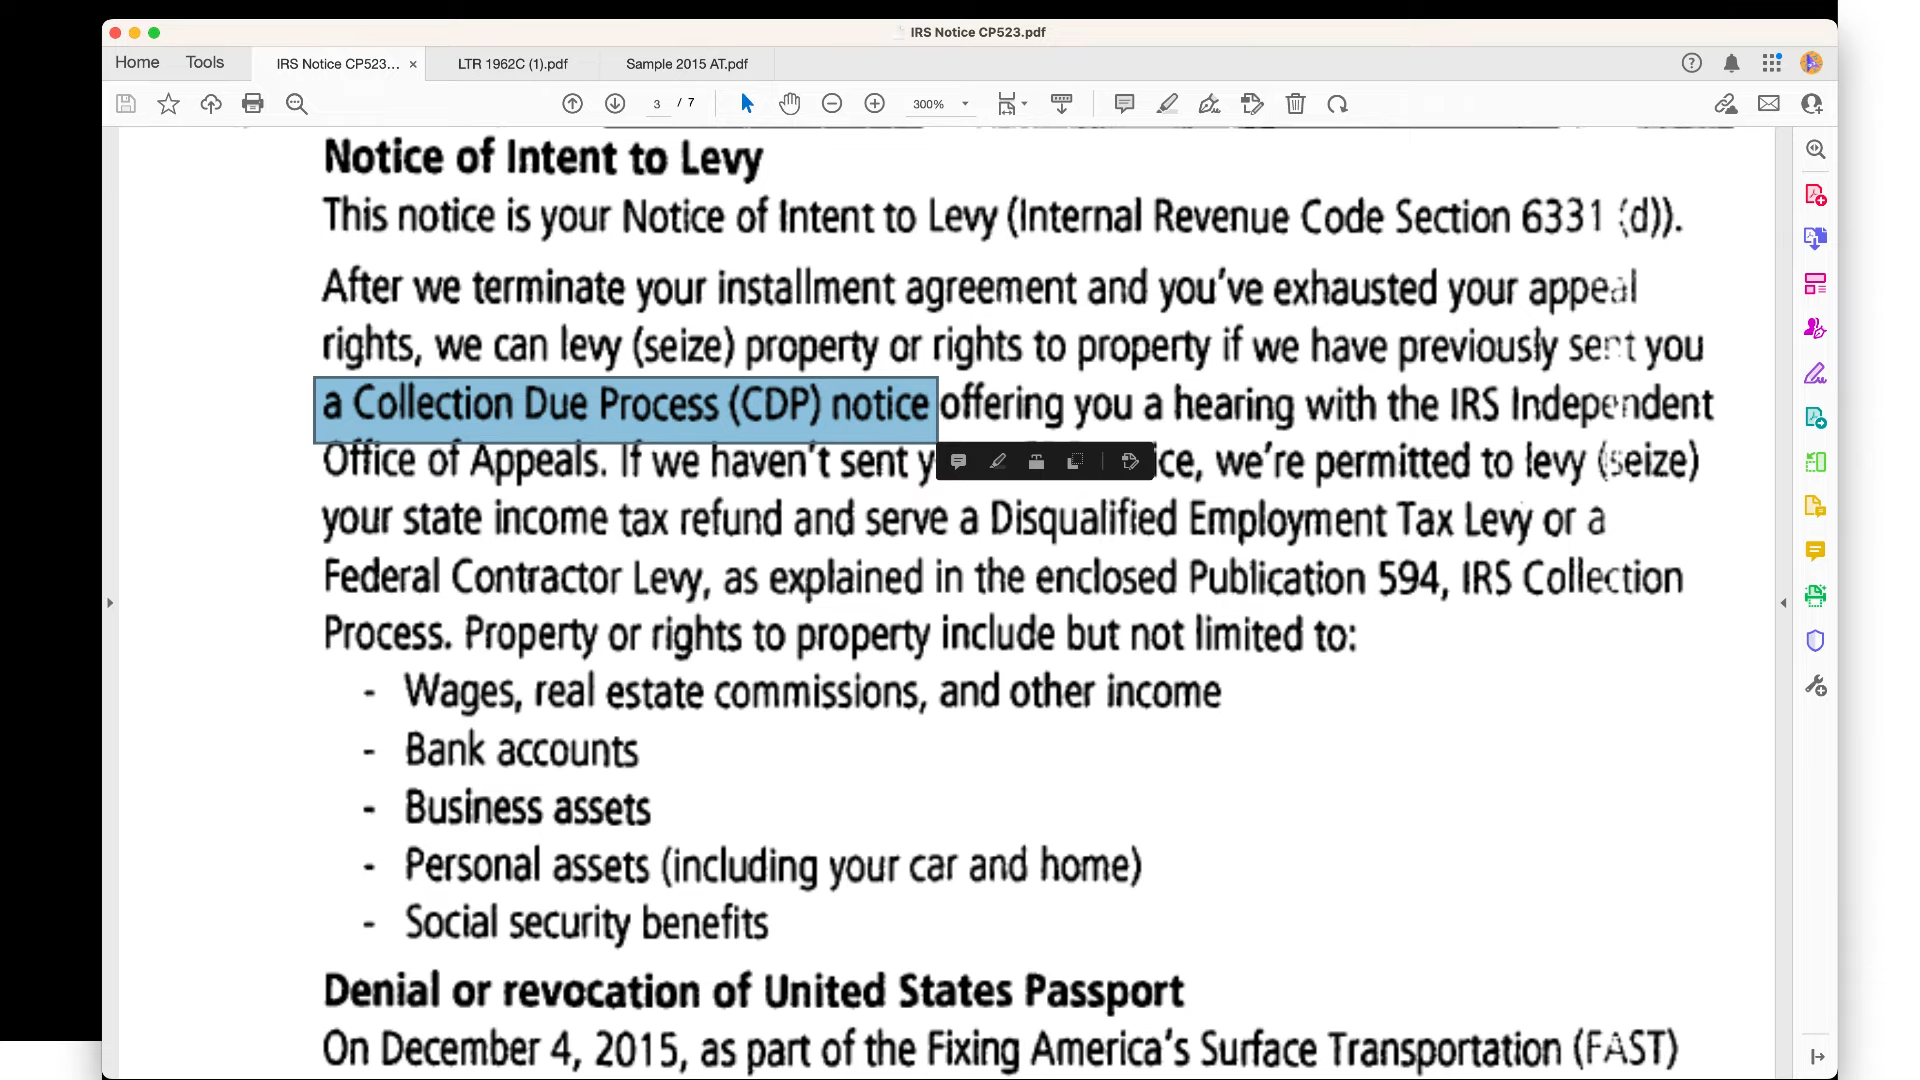 IRS Notice CP523.pdf
Home Tools IRS Notice CP523... × LTR 1962C (1).pdf Sample 2015 AT.pdf
3 / 7 300%
Notice of Intent to Levy
This notice is your Notice of Intent to Levy (Internal Revenue Code Section 6331 (d)).
After we terminate your installment agreement and you've exhausted your appeal
rights, we can levy (seize) property or rights to property if we have previously sent you
a Collection Due Process (CDP) notice offering you a hearing with the IRS Independent
Office of Appeals. If we haven't sent y ice, we're permitted to levy (seize)
your state income tax refund and serve a Disqualified Employment Tax Levy or a
Federal Contractor Levy, as explained in the enclosed Publication 594, IRS Collection
Process. Property or rights to property include but not limited to:
- Wages, real estate commissions, and other income
- Bank accounts
- Business assets
- Personal assets (including your car and home)
- Social security benefits
Denial or revocation of United States Passport
On December 4, 2015, as part of the Fixing America's Surface Transportation (FAST)